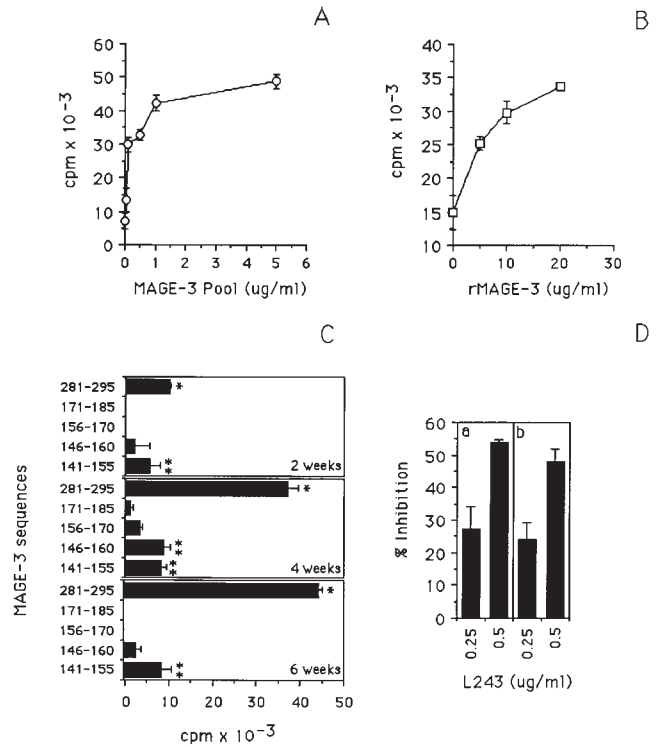 A
cpm x 10⁻³
60
50
40
30
20
10
0
0 1 2 3 4 5 6
MAGE-3 Pool (ug/ml)
B
cpm x 10⁻³
40
35
30
25
20
15
10
0 10 20 30
rMAGE-3 (ug/ml)
C
MAGE-3 sequences
281-295 *
171-185
156-170
146-160
141-155 **
2 weeks
281-295 *
171-185
156-170
146-160 **
141-155 **
4 weeks
281-295 *
171-185
156-170
146-160
141-155 **
6 weeks
0 10 20 30 40 50
cpm x 10⁻³
D
% Inhibition
60
50
40
30
20
10
0
a b
0.25 0.5 0.25 0.5
L243 (ug/ml)